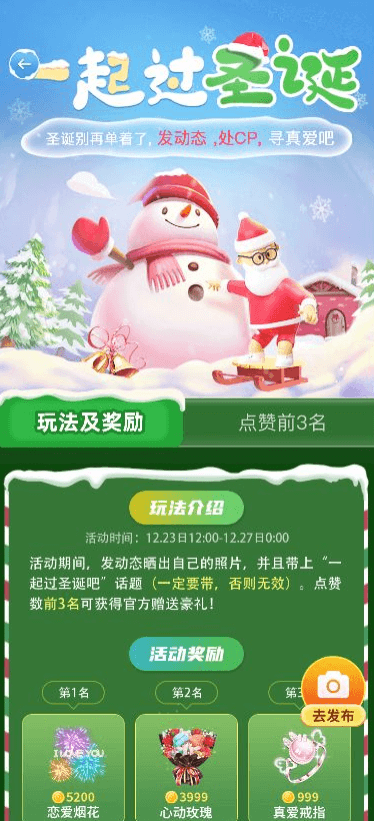 一起过圣诞
圣诞别再单着了,发动态,处CP,寻真爱吧
玩法及奖励
点赞前3名
玩法介绍
活动时间：12.23日12:00-12.27日0:00
活动期间，发动态晒出自己的照片，并且带上“一
起过圣诞吧”话题（一定要带，否则无效）。点赞
数前3名可获得官方赠送豪礼！
活动奖励
第1名
第2名
第3
去发布
I LOVE YOU
5200
3999
999
恋爱烟花
心动玫瑰
真爱戒指